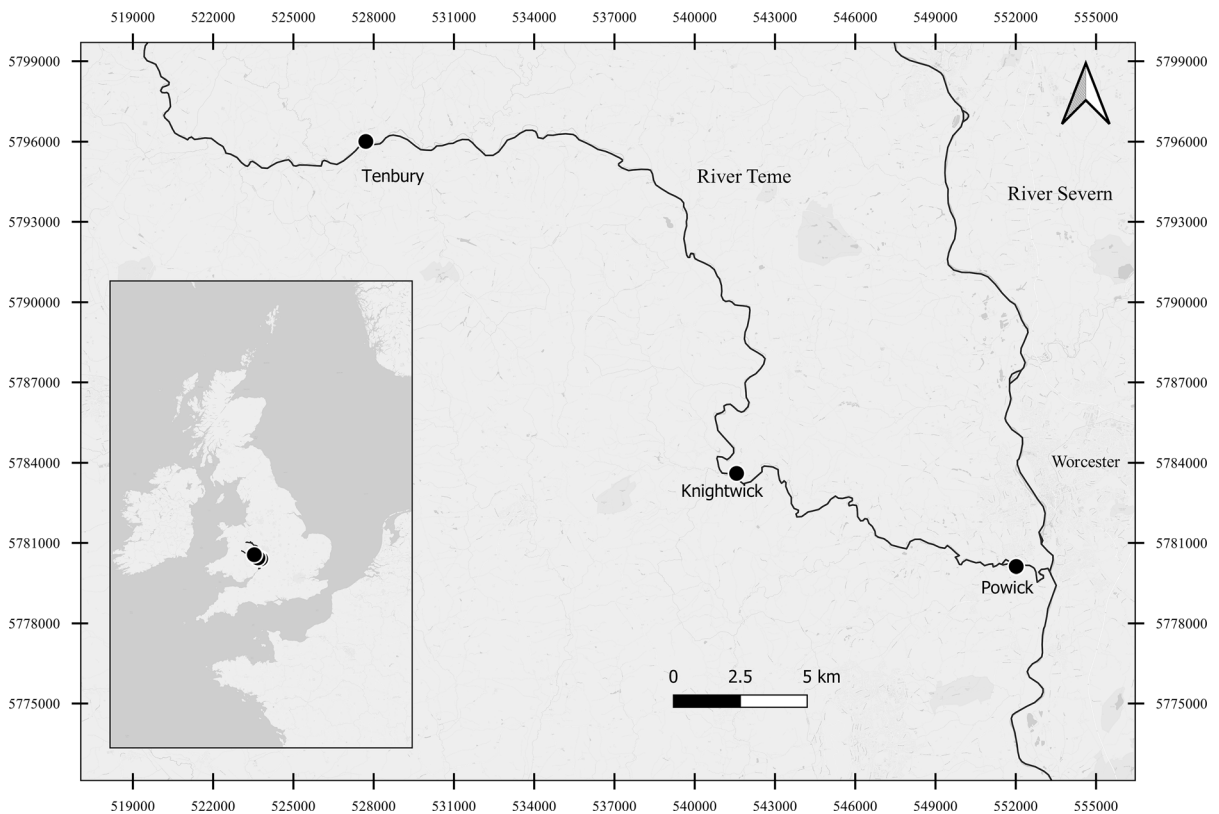 519000 522000 525000 528000 531000 534000 537000 540000 543000 546000 549000 552000 555000
5799000 5799000
5796000 5796000
Tenbury
River Teme
River Severn
5793000 5793000
5790000 5790000
5787000 5787000
5784000 5784000
Worcester
Knightwick
5781000 5781000
Powick
5778000 5778000
0 2.5 5 km
5775000 5775000
519000 522000 525000 528000 531000 534000 537000 540000 543000 546000 549000 552000 555000